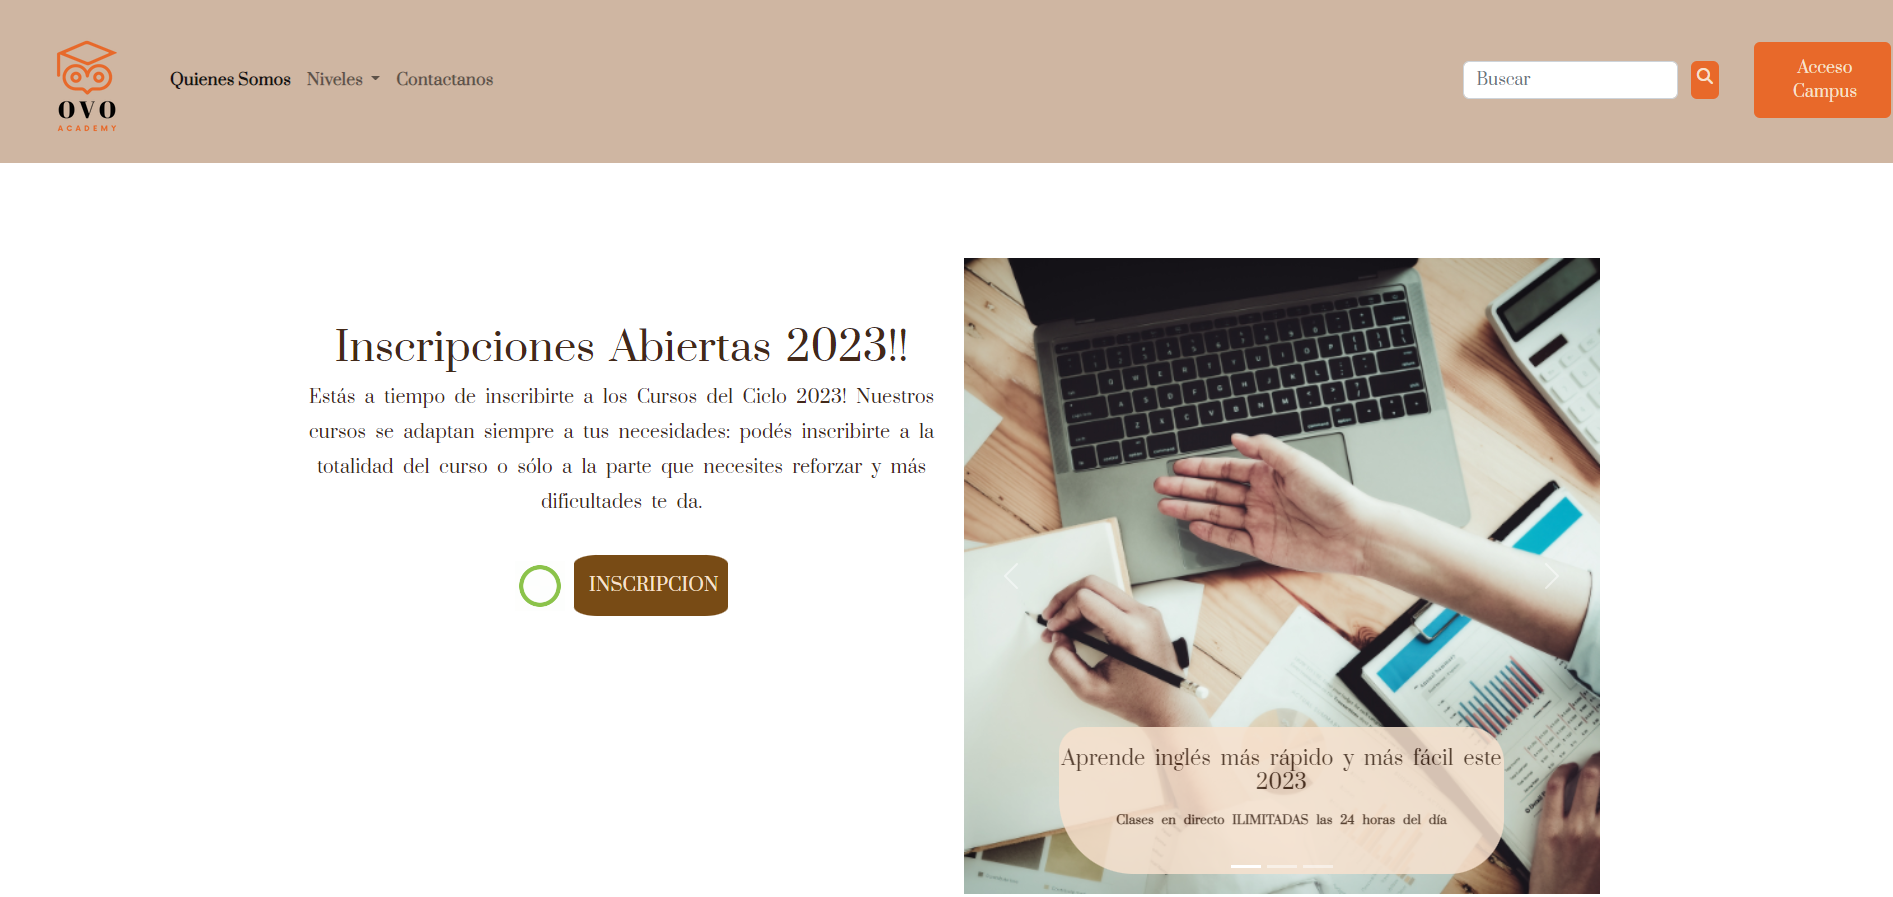 OVO
ACADEMY
Quienes Somos
Niveles
Contactanos
Buscar
Acceso
Campus
Inscripciones Abiertas 2023!!
Estás a tiempo de inscribirte a los Cursos del Ciclo 2023! Nuestros
cursos se adaptan siempre a tus necesidades: podés inscribirte a la
totalidad del curso o sólo a la parte que necesites reforzar y más
dificultades te da.
INSCRIPCION
Aprende inglés más rápido y más fácil este
2023
Clases en directo ILIMITADAS las 24 horas del día